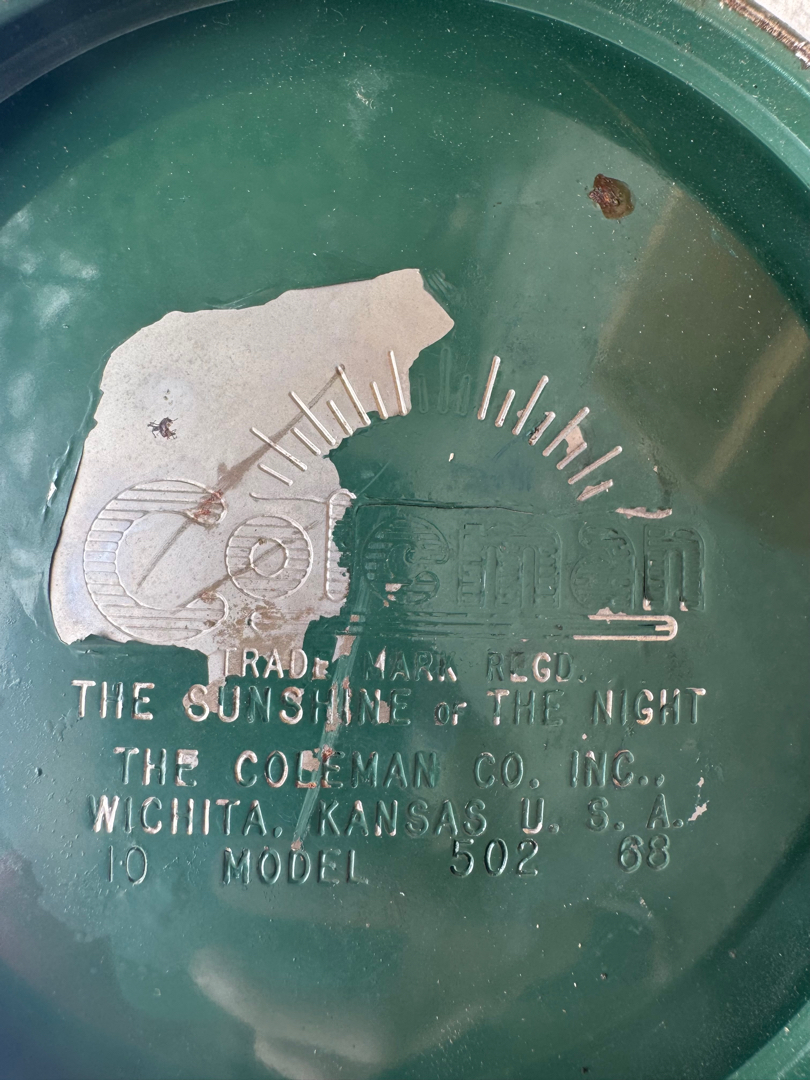 Coleman
TRADE MARK REGD.
THE SUNSHINE OF THE NIGHT
THE COLEMAN CO. INC.,
WICHITA, KANSAS U. S. A.
10 MODEL 502 68